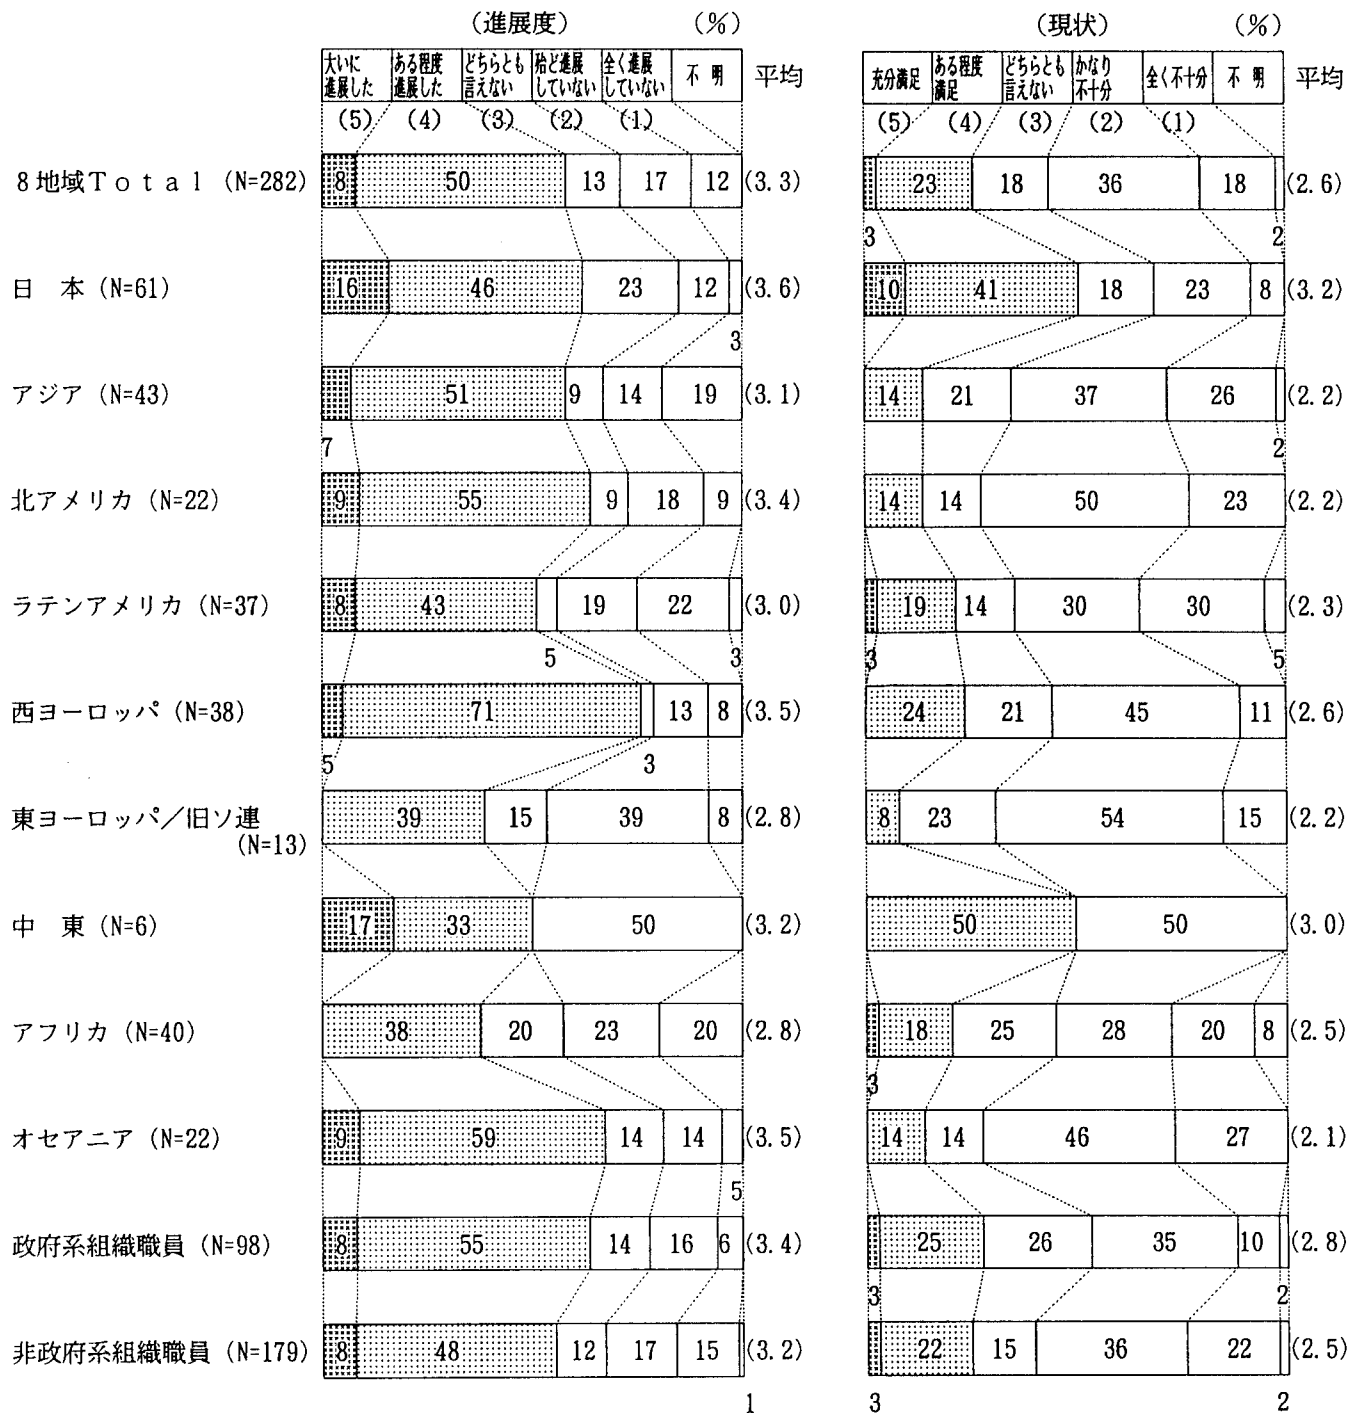 （進展度） （％） （現状） （％）
大いに進展した ある程度進展した どちらとも言えない 殆ど進展していない 全く進展していない 不 明 平均 充分満足 ある程度満足 どちらとも言えない かなり不十分 全く不十分 不 明 平均
(5) (4) (3) (2) (1) (5) (4) (3) (2) (1)
8地域Ｔｏｔａｌ (N=282) 8 50 13 17 12 (3.3) 23 18 36 18 (2.6)
3 2
日 本 (N=61) 16 46 23 12 (3.6) 10 41 18 23 8 (3.2)
3
アジア (N=43) 51 9 14 19 (3.1) 14 21 37 26 (2.2)
7 2
北アメリカ (N=22) 9 55 9 18 9 (3.4) 14 14 50 23 (2.2)
ラテンアメリカ (N=37) 8 43 19 22 (3.0) 19 14 30 30 (2.3)
5 3 3 5
西ヨーロッパ (N=38) 71 13 8 (3.5) 24 21 45 11 (2.6)
5 3
東ヨーロッパ／旧ソ連 39 15 39 8 (2.8) 8 23 54 15 (2.2)
(N=13)
中 東 (N=6) 17 33 50 (3.2) 50 50 (3.0)
アフリカ (N=40) 38 20 23 20 (2.8) 18 25 28 20 8 (2.5)
3
オセアニア (N=22) 9 59 14 14 (3.5) 14 14 46 27 (2.1)
5
政府系組織職員 (N=98) 8 55 14 16 6 (3.4) 25 26 35 10 (2.8)
3 2
非政府系組織職員 (N=179) 8 48 12 17 15 (3.2) 22 15 36 22 (2.5)
1 3 2